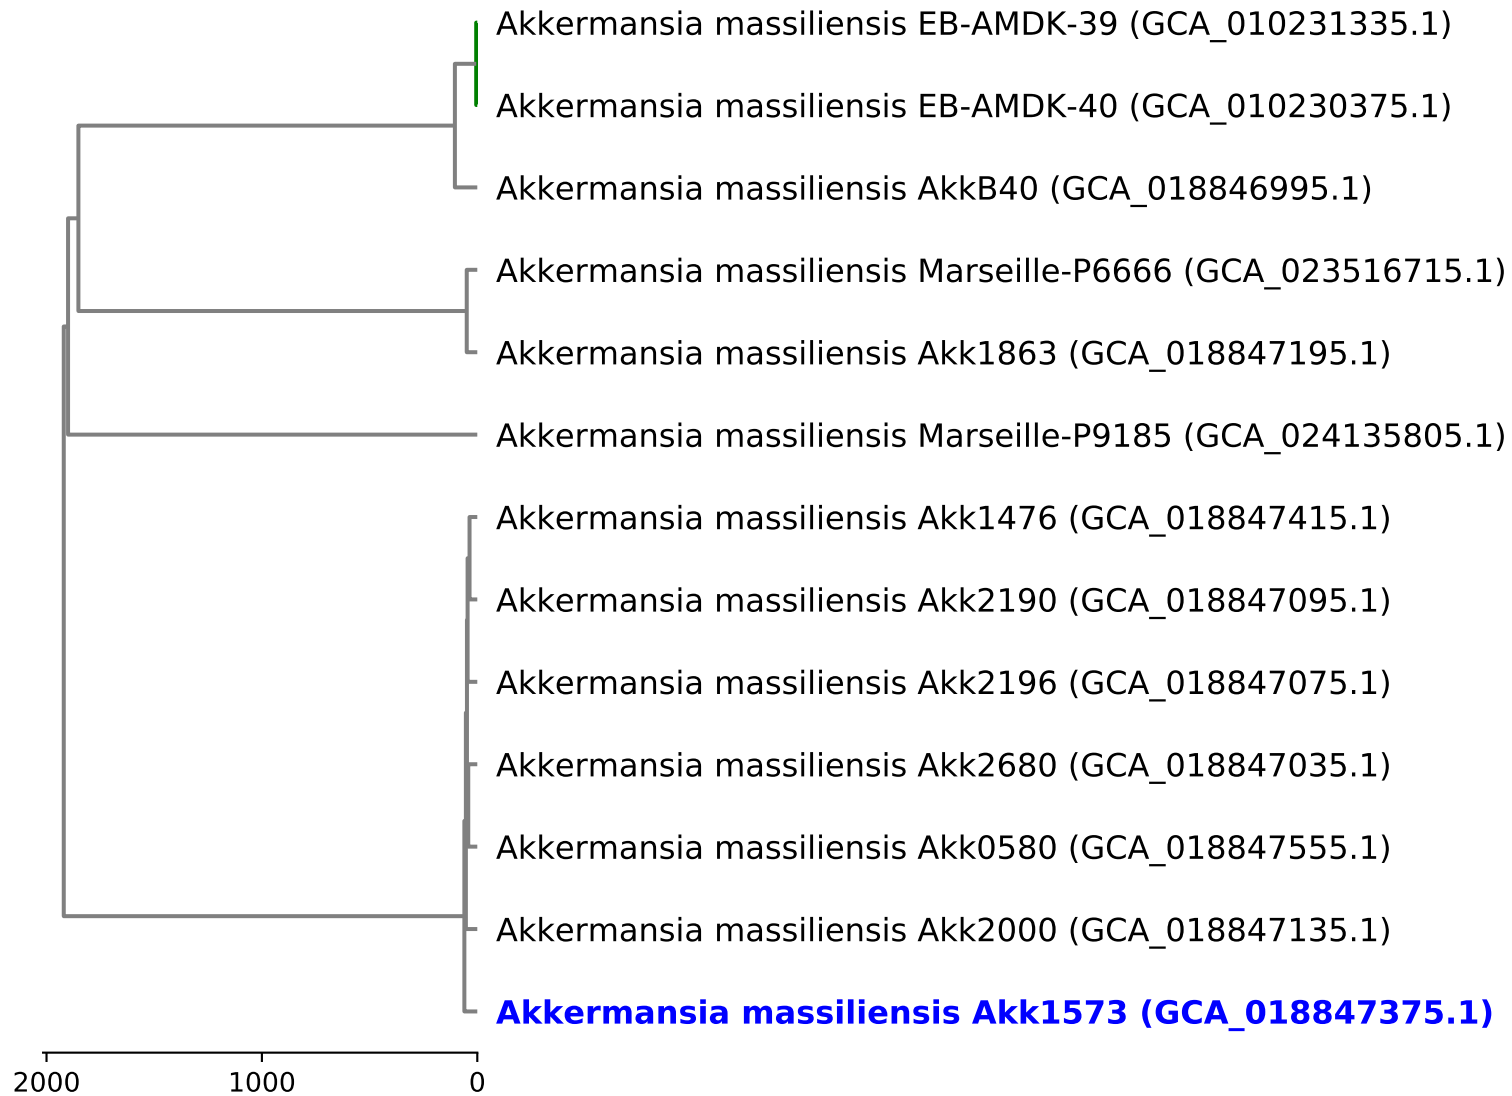 Akkermansia massiliensis EB-AMDK-39 (GCA_010231335.1)
Akkermansia massiliensis EB-AMDK-40 (GCA_010230375.1)
Akkermansia massiliensis AkkB40 (GCA_018846995.1)
Akkermansia massiliensis Marseille-P6666 (GCA_023516715.1)
Akkermansia massiliensis Akk1863 (GCA_018847195.1)
Akkermansia massiliensis Marseille-P9185 (GCA_024135805.1)
Akkermansia massiliensis Akk1476 (GCA_018847415.1)
Akkermansia massiliensis Akk2190 (GCA_018847095.1)
Akkermansia massiliensis Akk2196 (GCA_018847075.1)
Akkermansia massiliensis Akk2680 (GCA_018847035.1)
Akkermansia massiliensis Akk0580 (GCA_018847555.1)
Akkermansia massiliensis Akk2000 (GCA_018847135.1)
Akkermansia massiliensis Akk1573 (GCA_018847375.1)
2000 1000 0